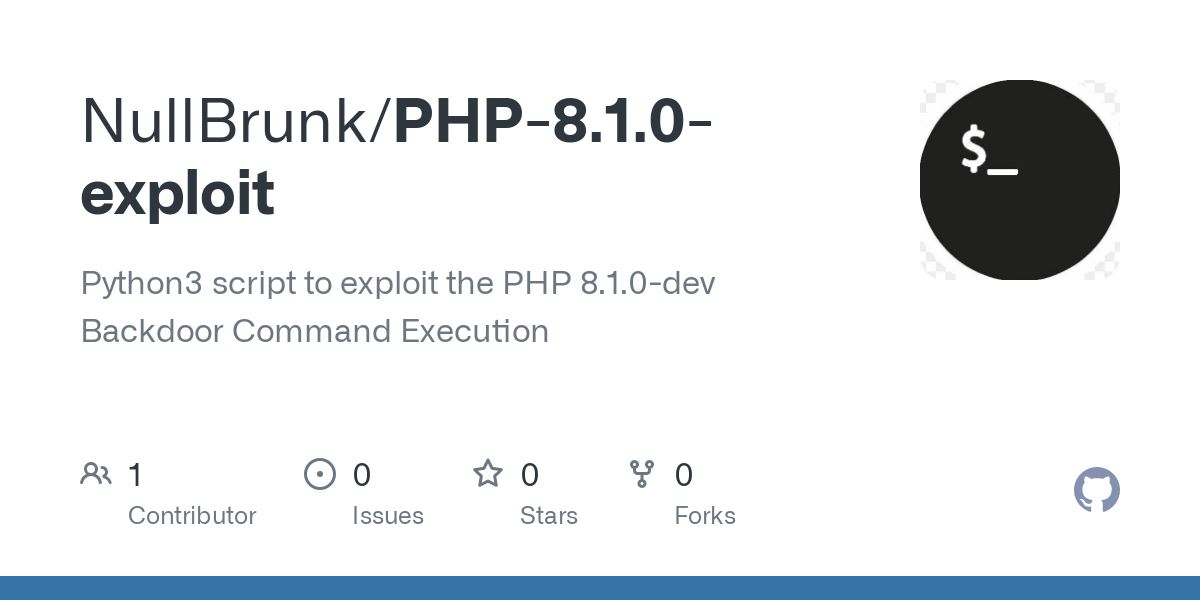 NullBrunk/PHP-8.1.0-
exploit
$_
Python3 script to exploit the PHP 8.1.0-dev
Backdoor Command Execution
1 0 0 0
Contributor Issues Stars Forks